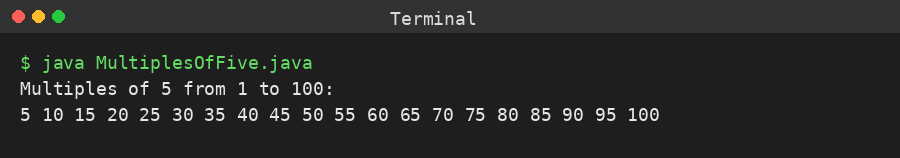 Terminal
$ java MultiplesOfFive.java
Multiples of 5 from 1 to 100:
5 10 15 20 25 30 35 40 45 50 55 60 65 70 75 80 85 90 95 100